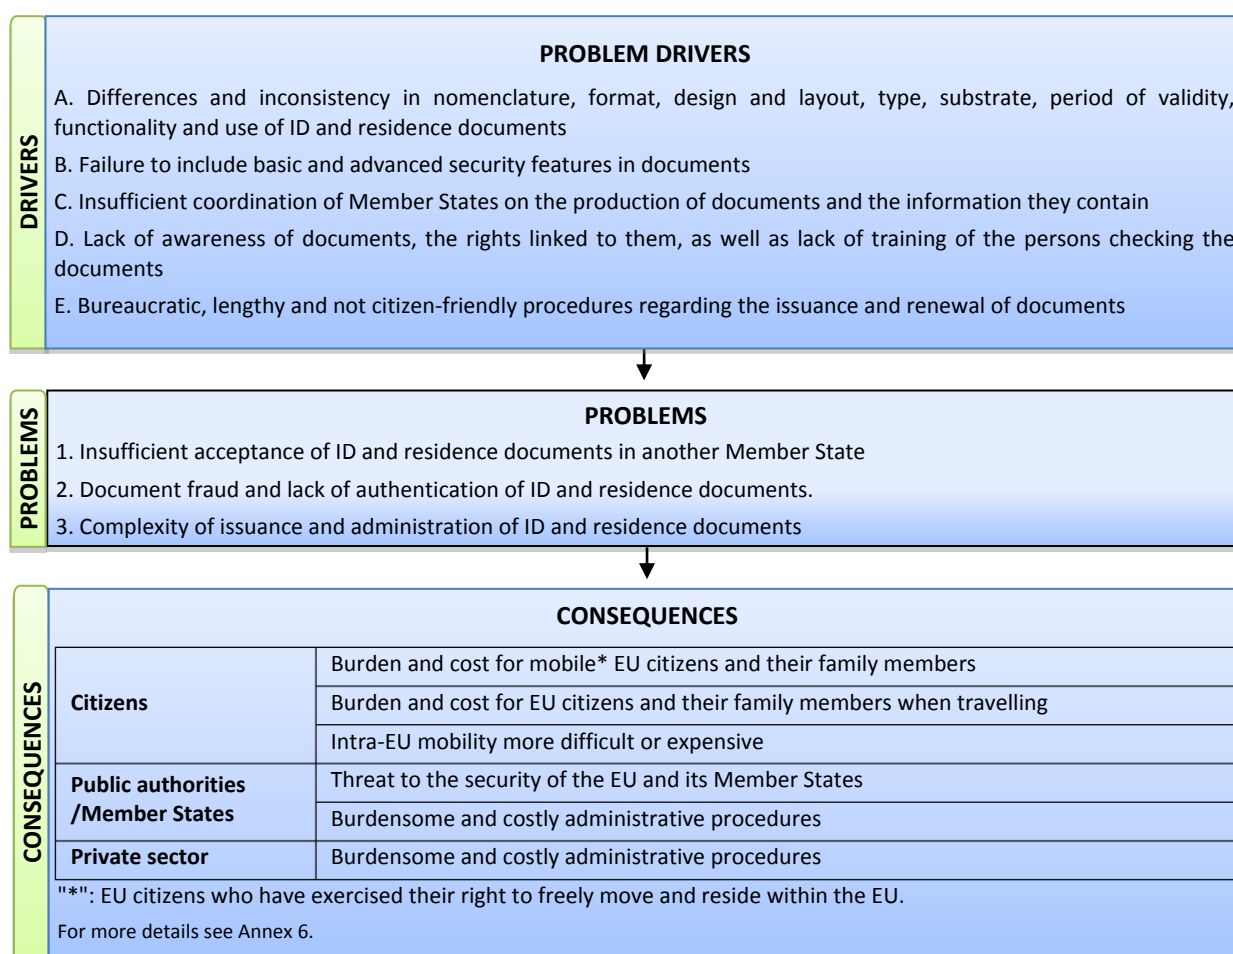 DRIVERS
PROBLEM DRIVERS
A. Differences and inconsistency in nomenclature, format, design and layout, type, substrate, period of validity,
functionality and use of ID and residence documents
B. Failure to include basic and advanced security features in documents
C. Insufficient coordination of Member States on the production of documents and the information they contain
D. Lack of awareness of documents, the rights linked to them, as well as lack of training of the persons checking the
documents
E. Bureaucratic, lengthy and not citizen-friendly procedures regarding the issuance and renewal of documents
PROBLEMS
PROBLEMS
1. Insufficient acceptance of ID and residence documents in another Member State
2. Document fraud and lack of authentication of ID and residence documents.
3. Complexity of issuance and administration of ID and residence documents
CONSEQUENCES
CONSEQUENCES
Citizens
Burden and cost for mobile* EU citizens and their family members
Burden and cost for EU citizens and their family members when travelling
Intra-EU mobility more difficult or expensive
Public authorities
/Member States
Threat to the security of the EU and its Member States
Burdensome and costly administrative procedures
Private sector
Burdensome and costly administrative procedures
"*": EU citizens who have exercised their right to freely move and reside within the EU.
For more details see Annex 6.